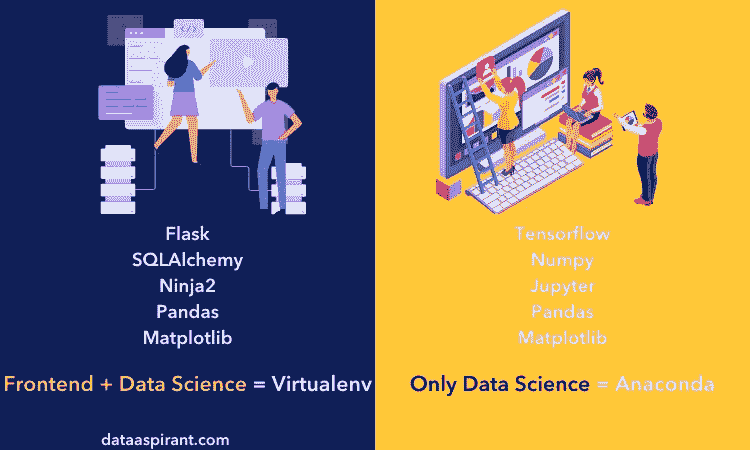 Flask
SQLAlchemy
Ninja2
Pandas
Matplotlib
Frontend + Data Science = Virtualenv
dataaspirant.com
Tensorflow
Numpy
Jupyter
Pandas
Matplotlib
Only Data Science = Anaconda